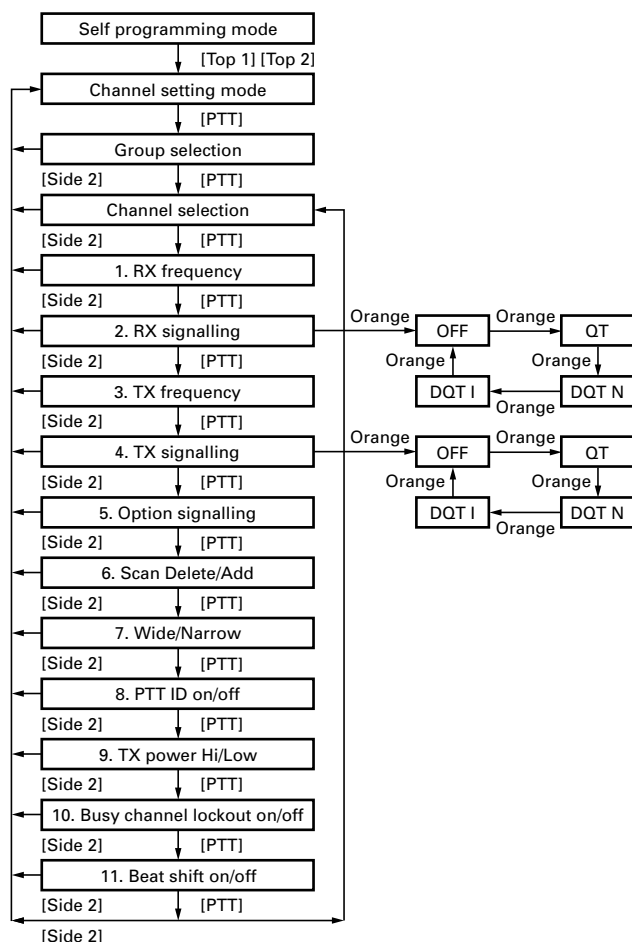 Self programming mode
[Top 1] [Top 2]
Channel setting mode
[PTT]
Group selection
[Side 2] [PTT]
Channel selection
[Side 2] [PTT]
1. RX frequency
[Side 2] [PTT]
2. RX signalling
Orange OFF Orange QT
Orange Orange
DQT I Orange DQT N
[Side 2] [PTT]
3. TX frequency
[Side 2] [PTT]
4. TX signalling
Orange OFF Orange QT
Orange Orange
DQT I Orange DQT N
[Side 2] [PTT]
5. Option signalling
[Side 2] [PTT]
6. Scan Delete/Add
[Side 2] [PTT]
7. Wide/Narrow
[Side 2] [PTT]
8. PTT ID on/off
[Side 2] [PTT]
9. TX power Hi/Low
[Side 2] [PTT]
10. Busy channel lockout on/off
[Side 2] [PTT]
11. Beat shift on/off
[Side 2] [PTT]
[Side 2]